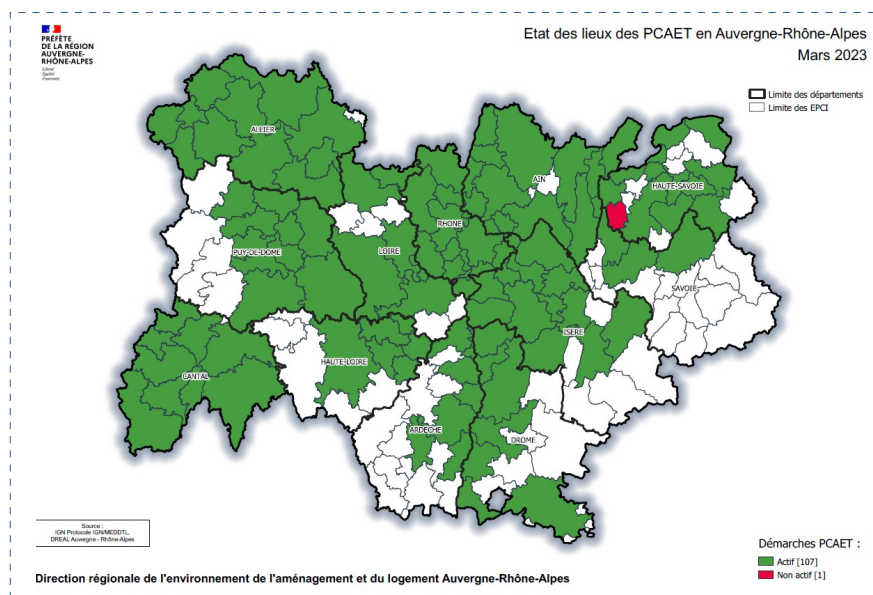 PRÉFÈTE
DE LA RÉGION
AUVERGNE-
RHÔNE-ALPES
Liberté
Égalité
Fraternité
Etat des lieux des PCAET en Auvergne-Rhône-Alpes
Mars 2023
Limite des départements
Limite des EPCI
ALLIER
AIN
HAUTE-SAVOIE
RHONE
PUY-DE-DOME
LOIRE
SAVOIE
ISERE
HAUTE-LOIRE
CANTAL
ARDECHE
DROME
Source :
IGN Protocole IGN/MEDDTL,
DREAL Auvergne - Rhône-Alpes
Démarches PCAET :
Actif [107]
Non actif [1]
Direction régionale de l'environnement de l'aménagement et du logement Auvergne-Rhône-Alpes